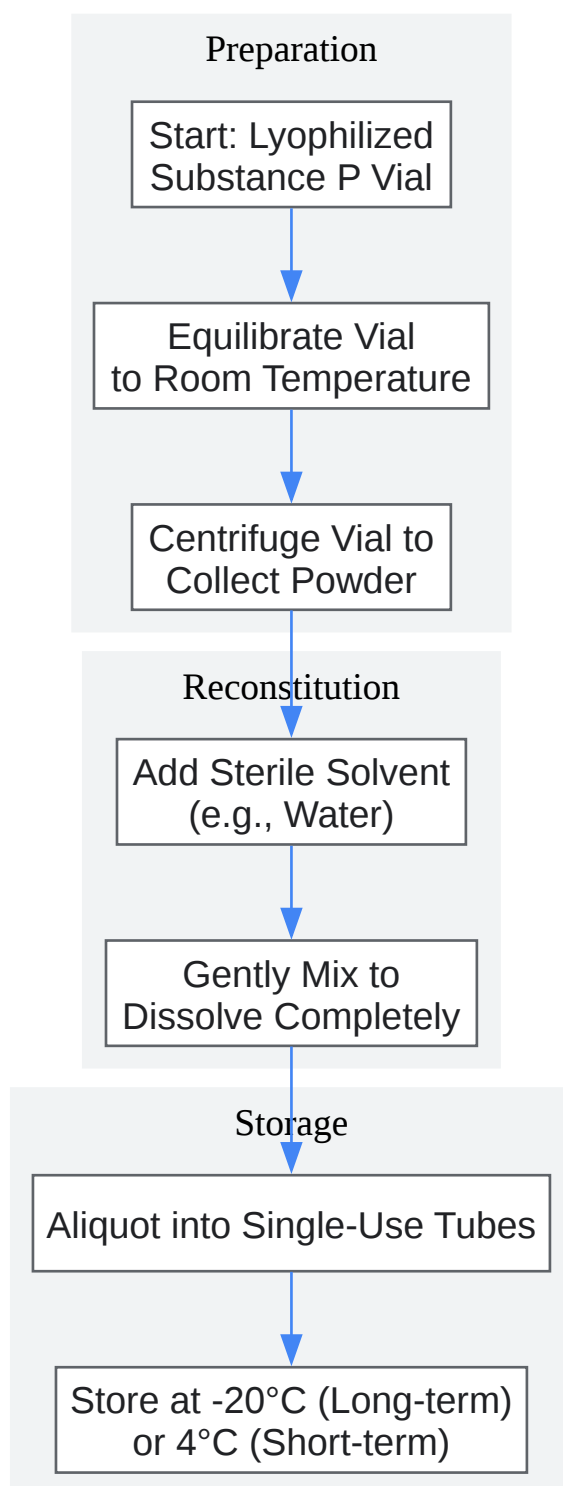 Preparation
Start: Lyophilized
Substance P Vial
Equilibrate Vial
to Room Temperature
Centrifuge Vial to
Collect Powder
Reconstitution
Add Sterile Solvent
(e.g., Water)
Gently Mix to
Dissolve Completely
Storage
Aliquot into Single-Use Tubes
Store at -20°C (Long-term)
or 4°C (Short-term)